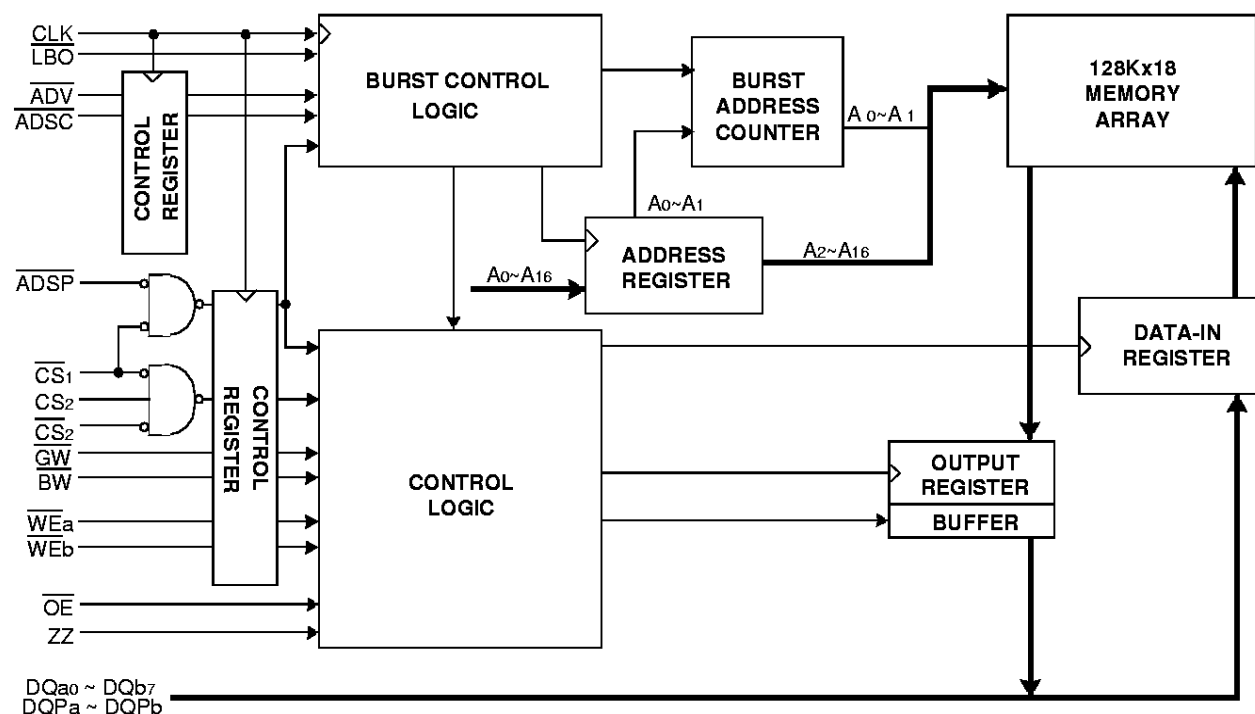 CLK
LBO
ADV
ADSC
CONTROL
REGISTER
BURST CONTROL
LOGIC
BURST
ADDRESS
COUNTER
A0~A1
128Kx18
MEMORY
ARRAY
A0~A1
ADDRESS
REGISTER
A2~A16
A0~A16
ADSP
CS1
CS2
CS2
GW
BW
WEa
WEb
OE
ZZ
CONTROL
REGISTER
CONTROL
LOGIC
DATA-IN
REGISTER
OUTPUT
REGISTER
BUFFER
DQa0 ~ DQb7
DQPa ~ DQPb